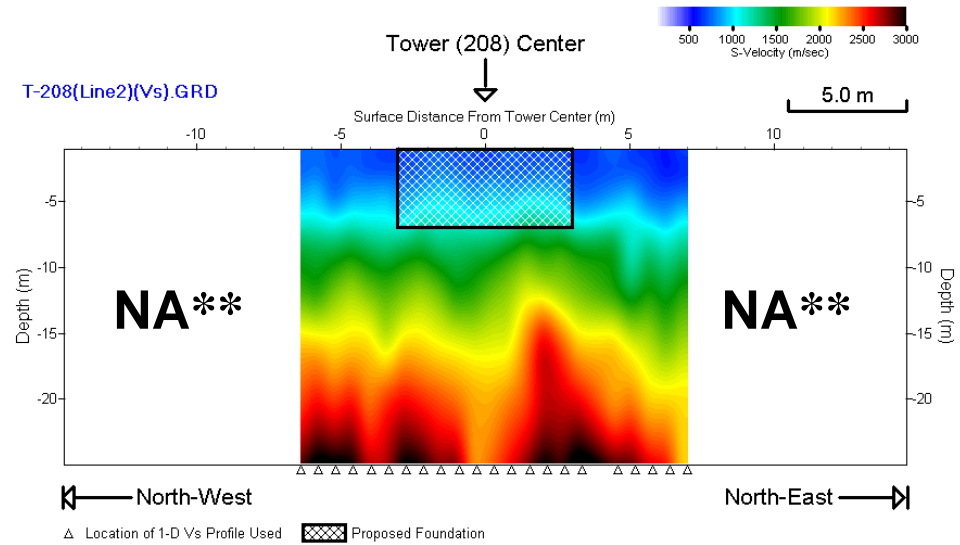 500 1000 1500 2000 2500 3000
S-Velocity (m/sec)
Tower (208) Center
T-208(Line2)(Vs).GRD
5.0 m
Surface Distance From Tower Center (m)
-10 -5 0 5 10
-5 -5
-10 -10
Depth (m) Depth (m)
NA** NA**
-15 -15
-20 -20
North-West North-East
Location of 1-D Vs Profile Used Proposed Foundation